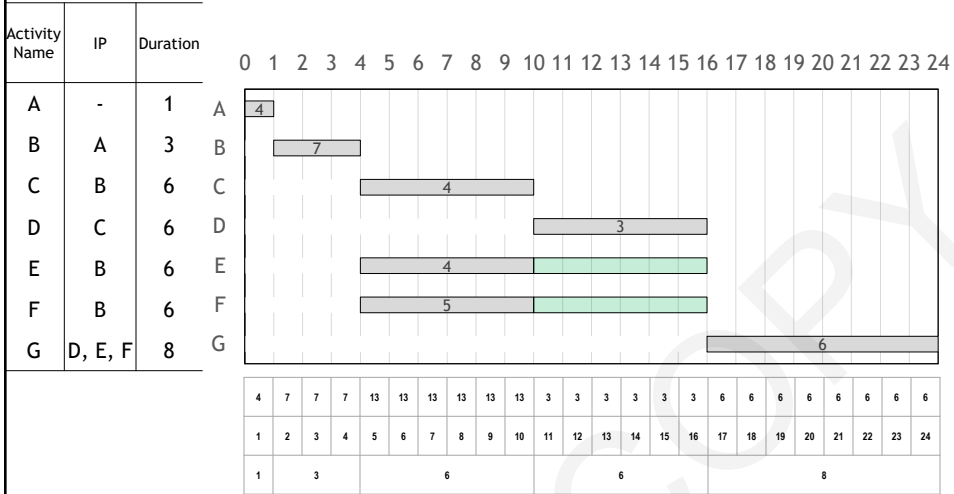 Activity Name IP Duration
0 1 2 3 4 5 6 7 8 9 10 11 12 13 14 15 16 17 18 19 20 21 22 23 24
A - 1 A 4
B A 3 B 7
C B 6 C 4
D C 6 D 3
E B 6 E 4
F B 6 F 5
G D, E, F 8 G 6
4 7 7 7 13 13 13 13 13 13 3 3 3 3 3 3 6 6 6 6 6 6 6 6
1 2 3 4 5 6 7 8 9 10 11 12 13 14 15 16 17 18 19 20 21 22 23 24
1 3 6 6 8
COPY